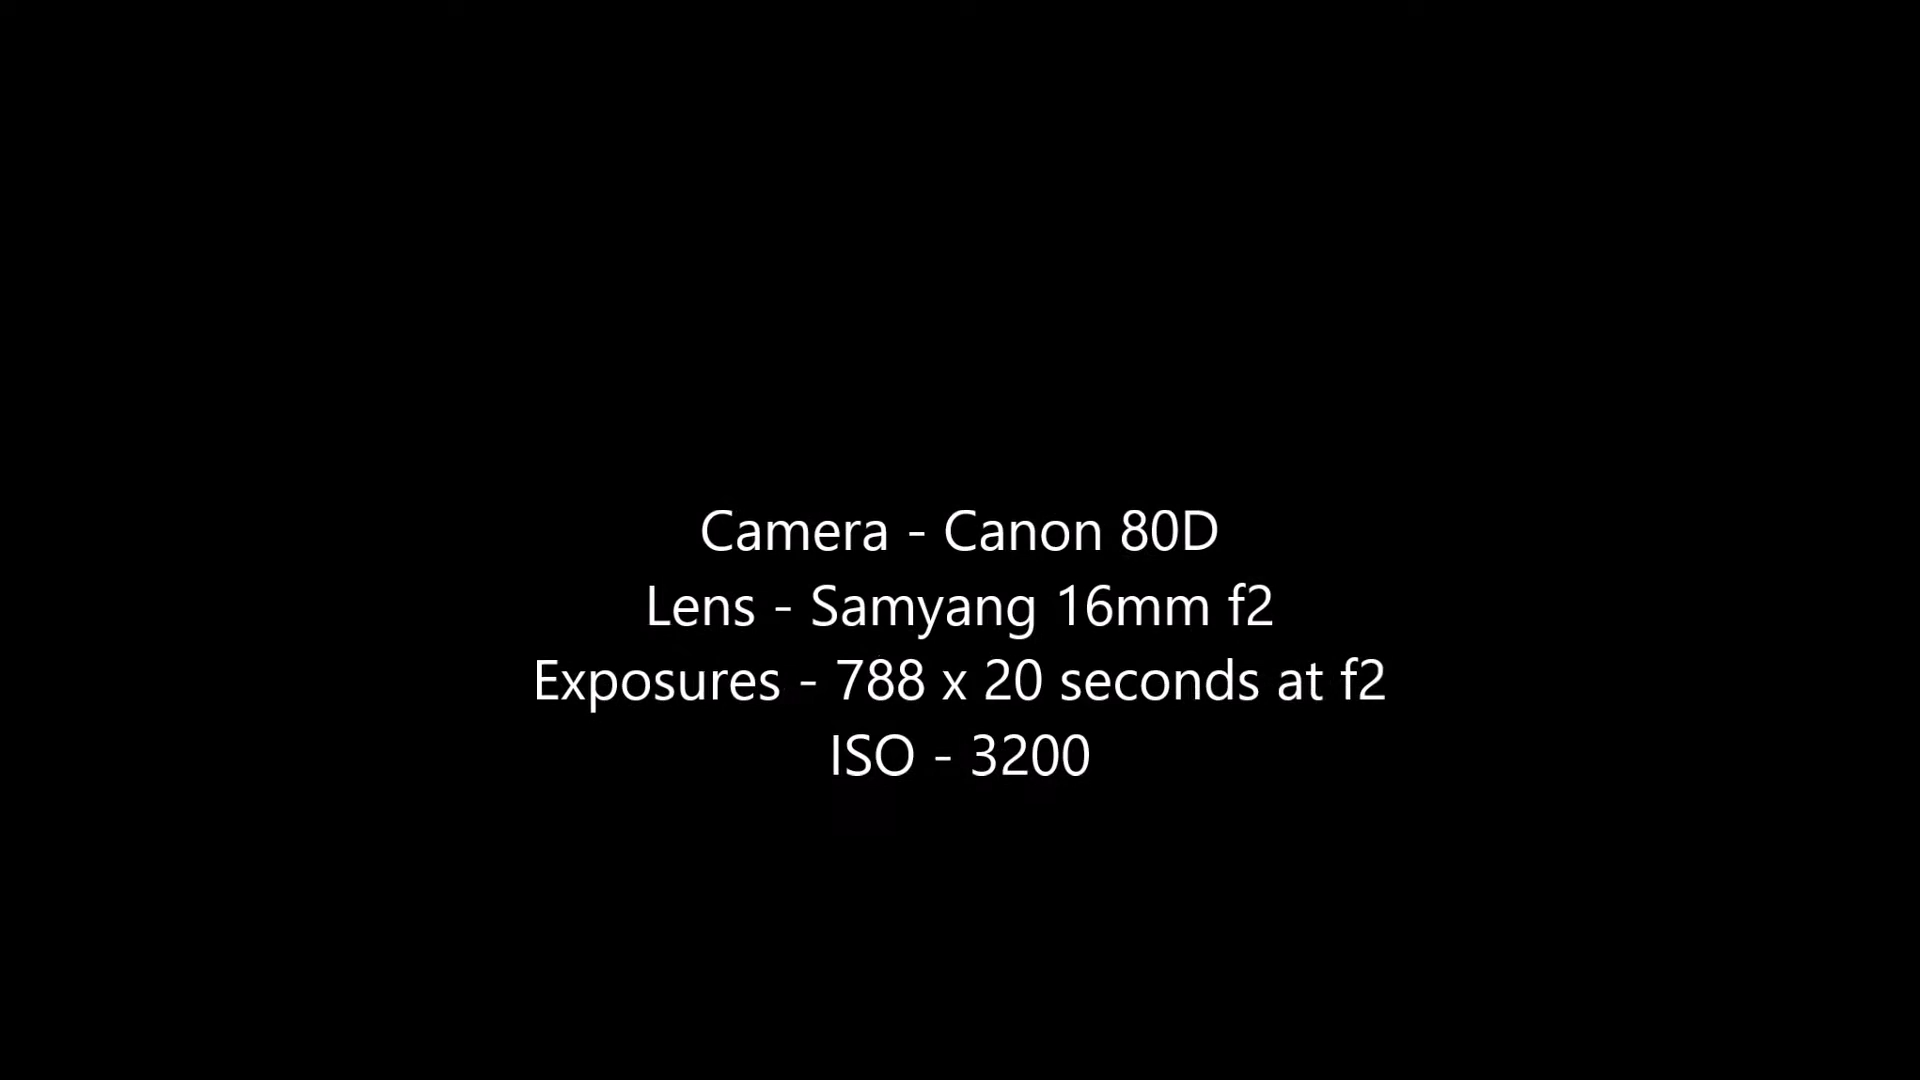 Camera - Canon 80D
Lens - Samyang 16mm f2
Exposures - 788 x 20 seconds at f2
ISO - 3200